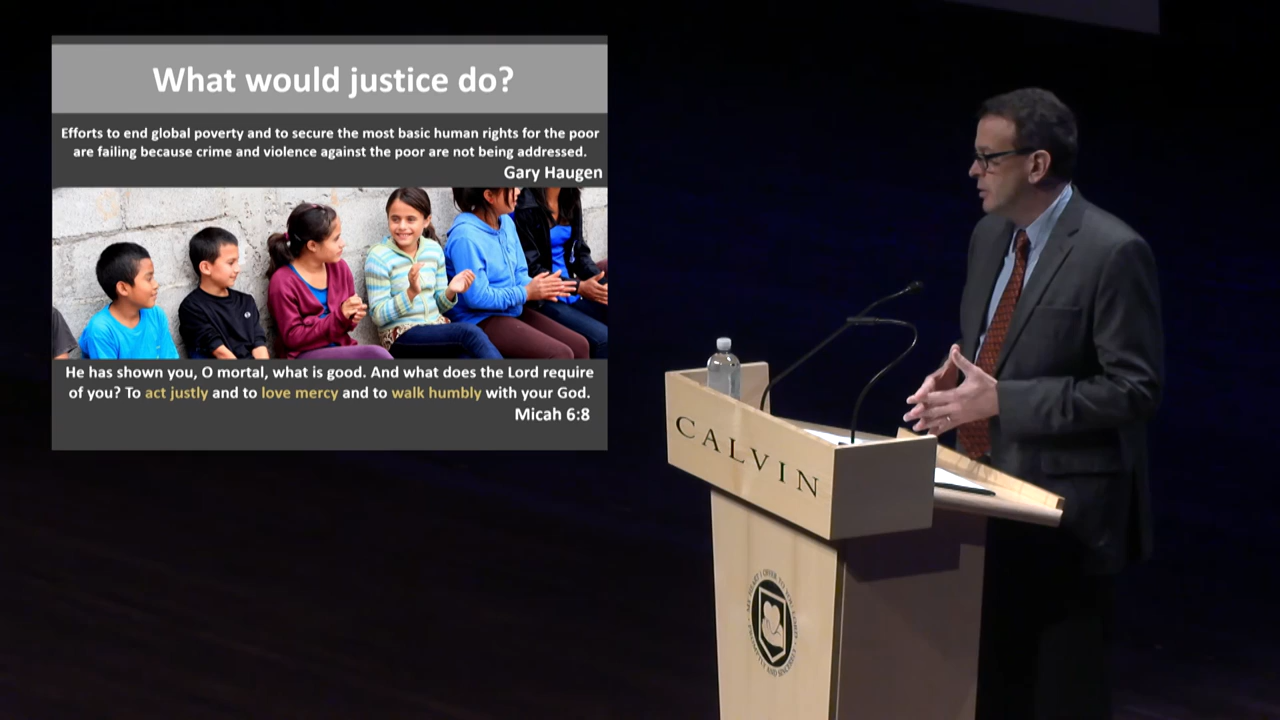 What would justice do?
Efforts to end global poverty and to secure the most basic human rights for the poor
are failing because crime and violence against the poor are not being addressed.
Gary Haugen
He has shown you, O mortal, what is good. And what does the Lord require
of you? To act justly and to love mercy and to walk humbly with your God.
Micah 6:8
CALVIN